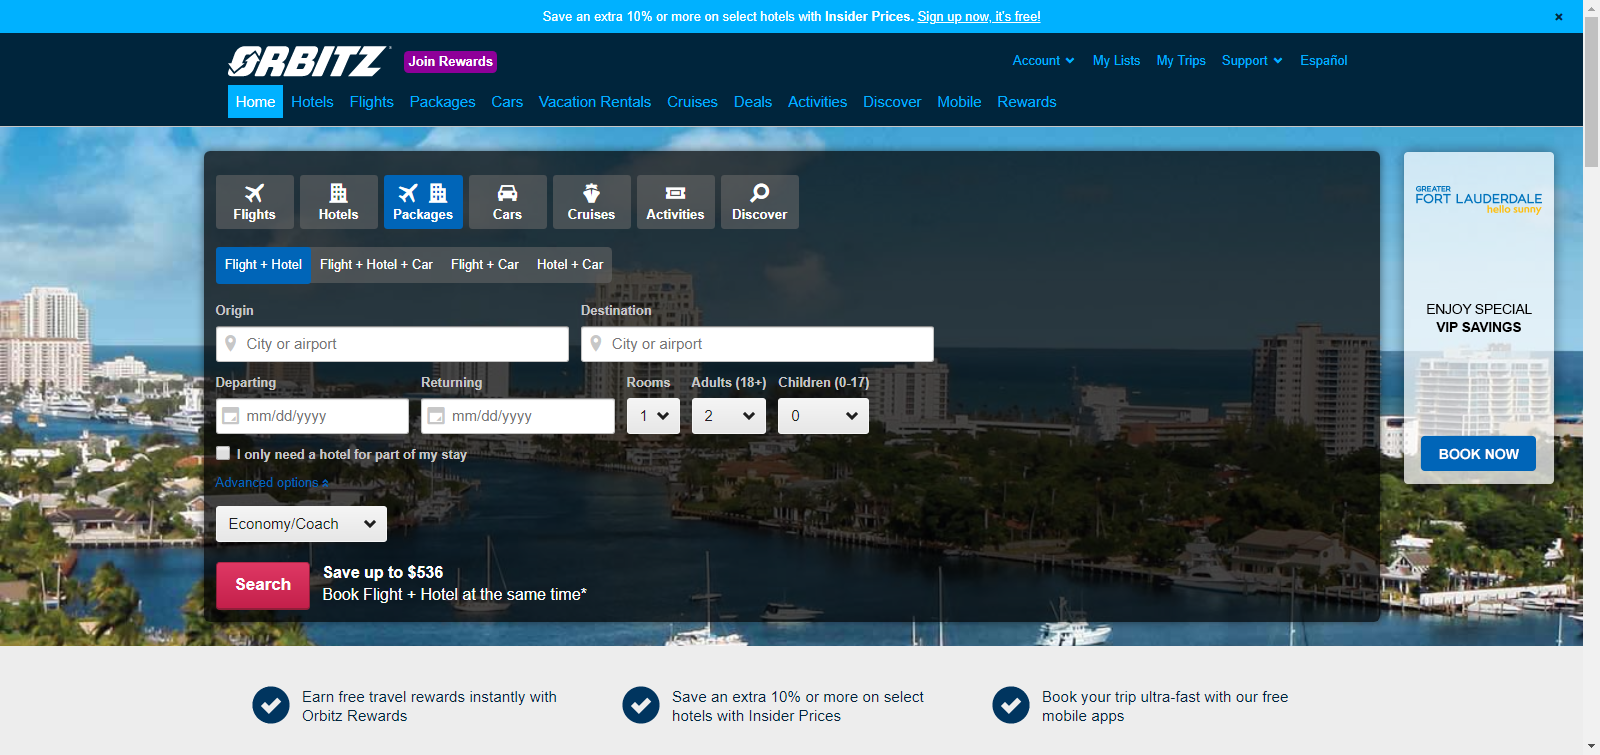 Save an extra 10% or more on select hotels with Insider Prices. Sign up now, it's free! ×
ORBITZ Join Rewards
Account My Lists My Trips Support Español
Home Hotels Flights Packages Cars Vacation Rentals Cruises Deals Activities Discover Mobile Rewards
Flights Hotels Packages Cars Cruises Activities Discover
Flight + Hotel Flight + Hotel + Car Flight + Car Hotel + Car
Origin Destination
City or airport City or airport
Departing Returning Rooms Adults (18+) Children (0-17)
mm/dd/yyyy mm/dd/yyyy 1 2 0
I only need a hotel for part of my stay
Advanced options
Economy/Coach
Search
Save up to $536
Book Flight + Hotel at the same time*
GREATER
FORT LAUDERDALE
hello sunny
ENJOY SPECIAL
VIP SAVINGS
BOOK NOW
Earn free travel rewards instantly with
Orbitz Rewards
Save an extra 10% or more on select
hotels with Insider Prices
Book your trip ultra-fast with our free
mobile apps